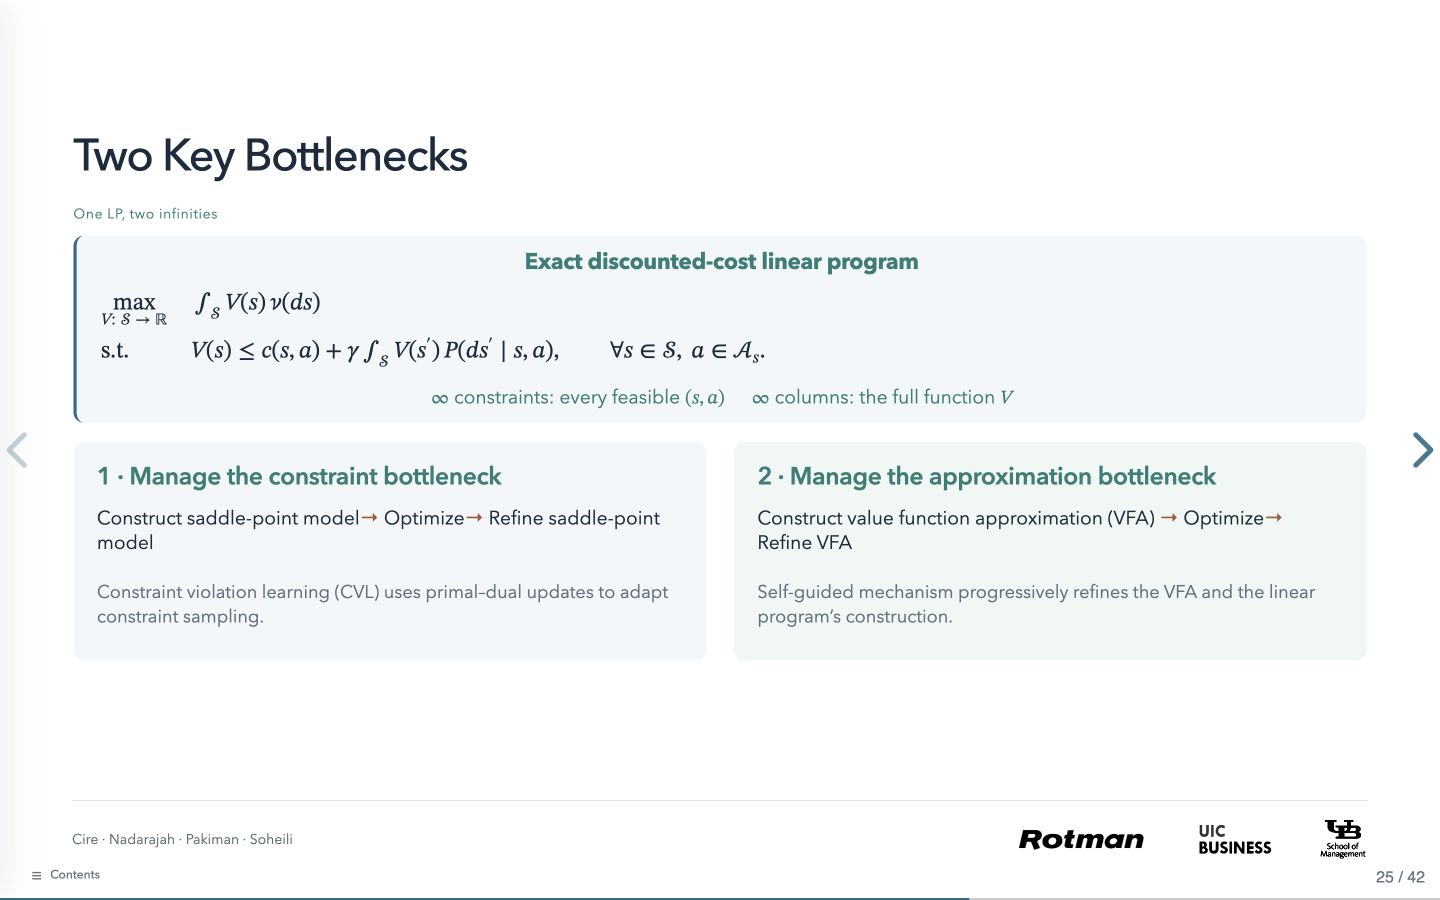 Two Key Bottlenecks
One LP, two infinities
Exact discounted-cost linear program
max ∫_𝒮 V(s) ν(ds)
V: 𝒮 → ℝ
s.t. V(s) ≤ c(s, a) + γ ∫_𝒮 V(s′) P(ds′ | s, a), ∀s ∈ 𝒮, a ∈ 𝒜_s.
∞ constraints: every feasible (s, a) ∞ columns: the full function V
1 · Manage the constraint bottleneck
Construct saddle-point model→ Optimize→ Refine saddle-point
model
Constraint violation learning (CVL) uses primal–dual updates to adapt
constraint sampling.
2 · Manage the approximation bottleneck
Construct value function approximation (VFA) → Optimize→
Refine VFA
Self-guided mechanism progressively refines the VFA and the linear
program’s construction.
Cire · Nadarajah · Pakiman · Soheili
Rotman
UIC
BUSINESS
UB
School of
Management
≡ Contents
25 / 42